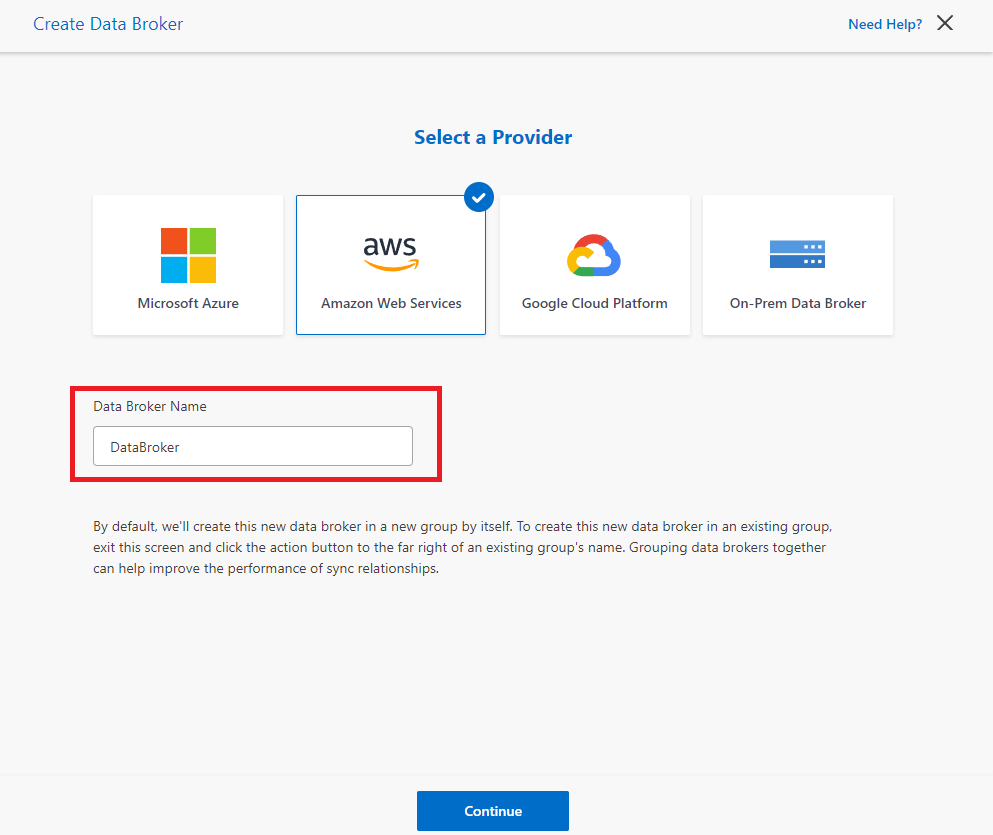 Create Data Broker
Need Help?
Select a Provider
aws
Microsoft Azure
Amazon Web Services
Google Cloud Platform
On-Prem Data Broker
Data Broker Name
DataBroker
By default, we'll create this new data broker in a new group by itself. To create this new data broker in an existing group,
exit this screen and click the action button to the far right of an existing group's name. Grouping data brokers together
can help improve the performance of sync relationships.
Continue